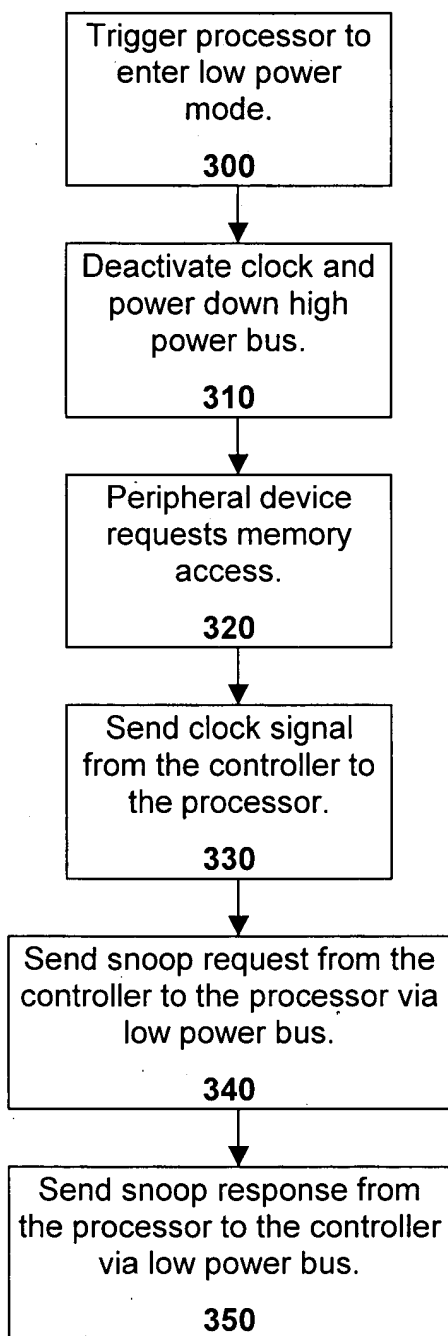 Trigger processor to
enter low power
mode.
300
Deactivate clock and
power down high
power bus.
310
Peripheral device
requests memory
access.
320
Send clock signal
from the controller to
the processor.
330
Send snoop request from the
controller to the processor via
low power bus.
340
Send snoop response from
the processor to the controller
via low power bus.
350